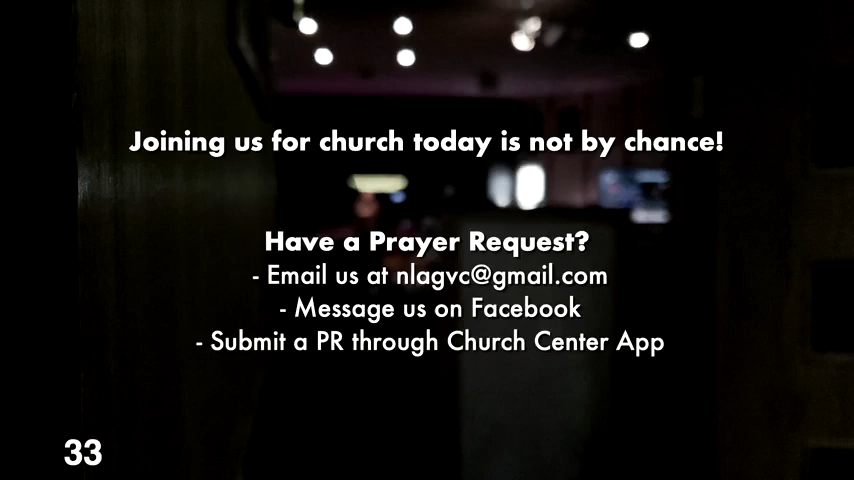 Joining us for church today is not by chance!
Have a Prayer Request?
- Email us at nlagvc@gmail.com
- Message us on Facebook
- Submit a PR through Church Center App
33